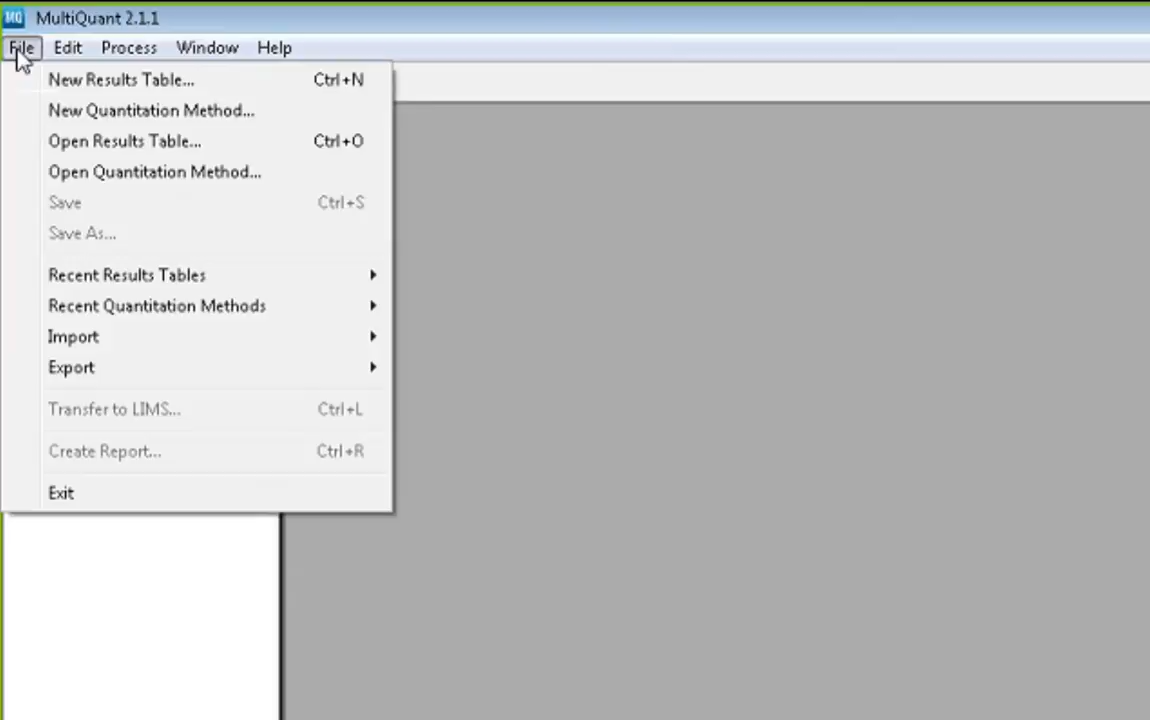 MQ MultiQuant 2.1.1
File Edit Process Window Help
New Results Table... Ctrl+N
New Quantitation Method...
Open Results Table... Ctrl+O
Open Quantitation Method...
Save Ctrl+S
Save As...
Recent Results Tables
Recent Quantitation Methods
Import
Export
Transfer to LIMS... Ctrl+L
Create Report... Ctrl+R
Exit